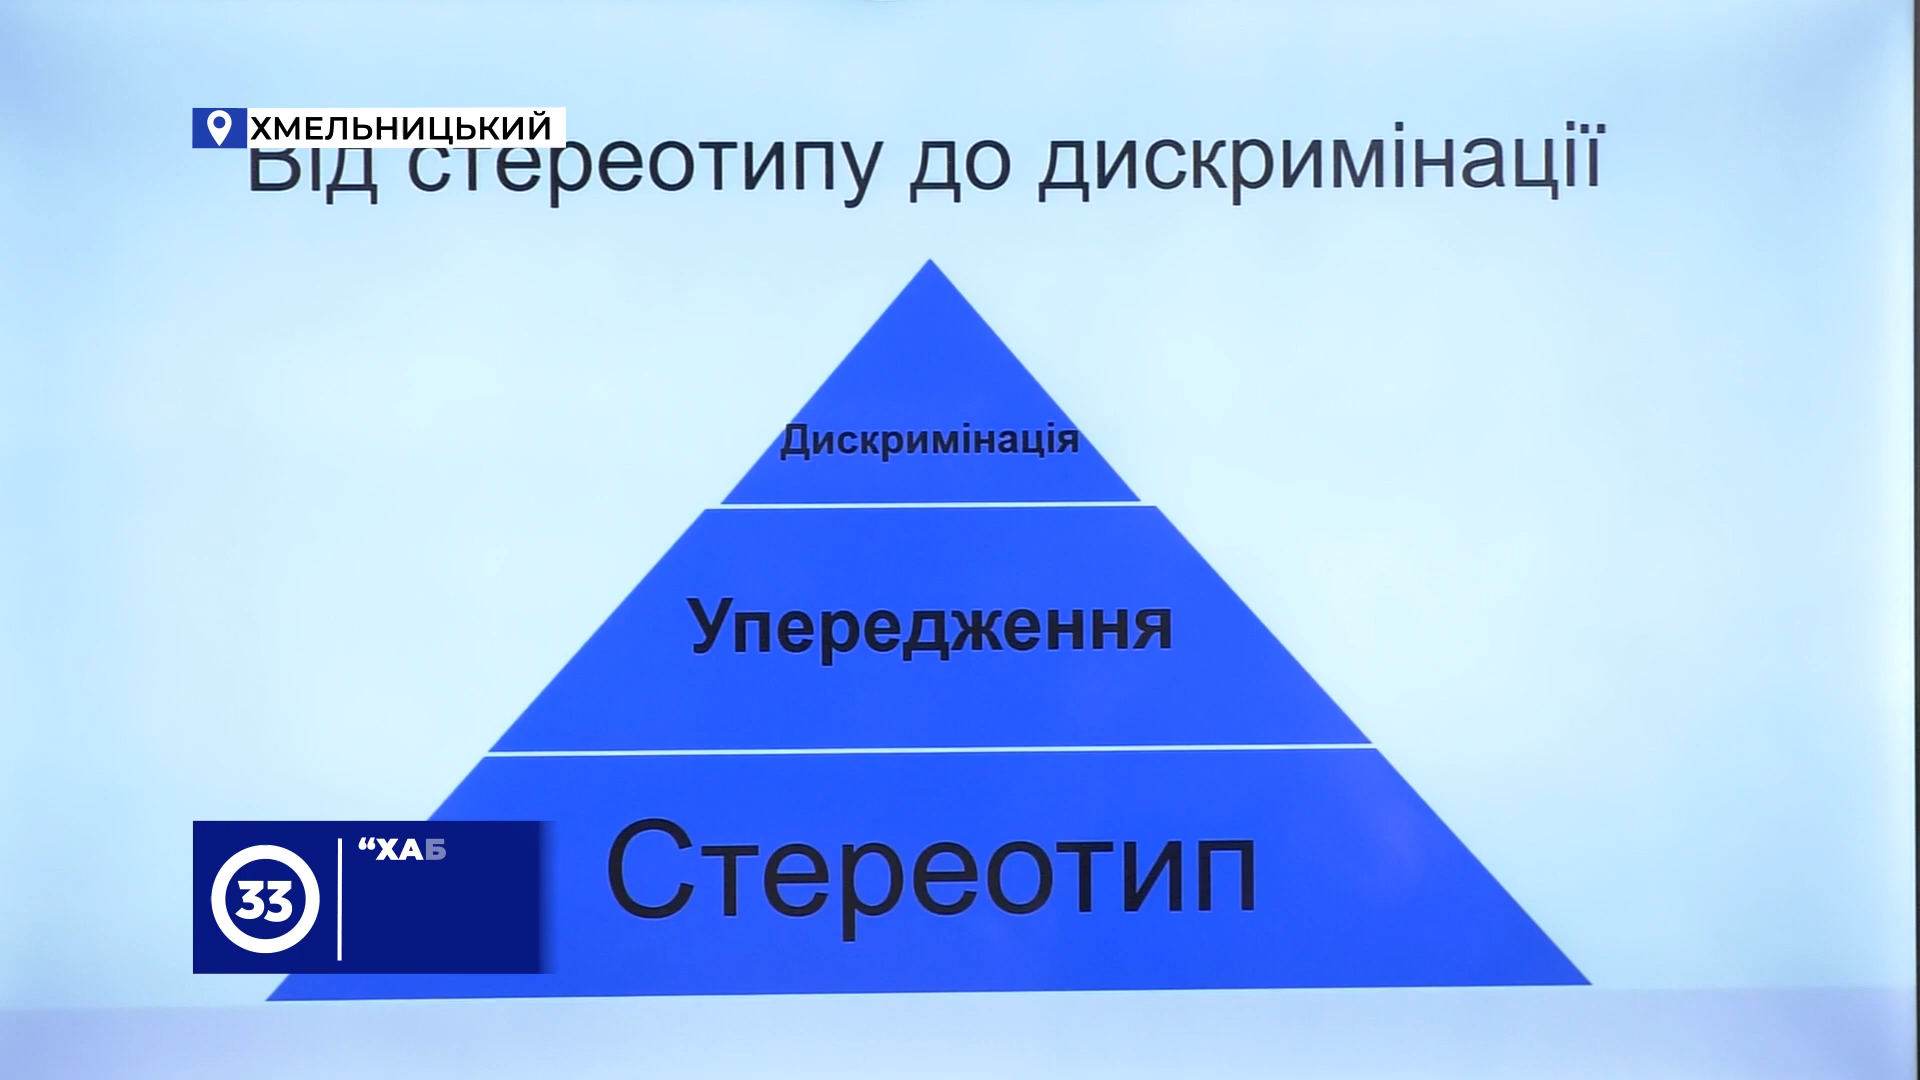 ХМЕЛЬНИЦЬКИЙ
Від стереотипу до дискримінації
Дискримінація
Упередження
Стереотип
33
“ХАБ